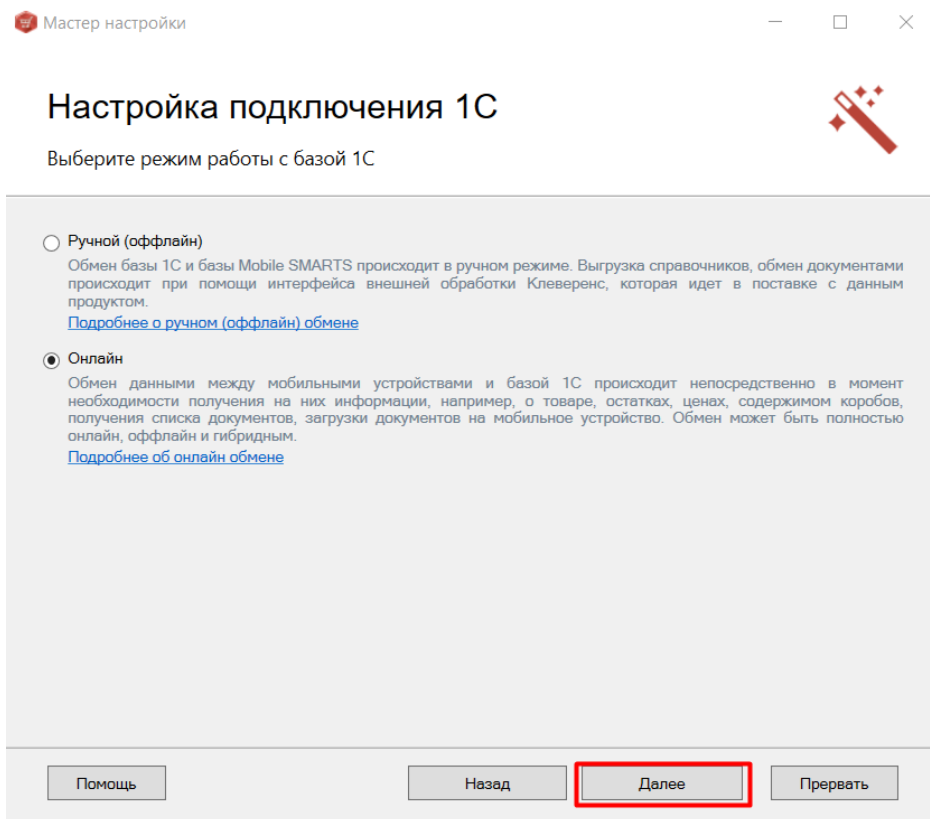 Мастер настройки
Настройка подключения 1С
Выберите режим работы с базой 1С
Ручной (оффлайн)
Обмен базы 1С и базы Mobile SMARTS происходит в ручном режиме. Выгрузка справочников, обмен документами
происходит при помощи интерфейса внешней обработки Клеверенс, которая идет в поставке с данным
продуктом.
Подробнее о ручном (оффлайн) обмене
Онлайн
Обмен данными между мобильными устройствами и базой 1С происходит непосредственно в момент
необходимости получения на них информации, например, о товаре, остатках, ценах, содержимом коробов,
получения списка документов, загрузки документов на мобильное устройство. Обмен может быть полностью
онлайн, оффлайн и гибридным.
Подробнее об онлайн обмене
Помощь
Назад
Далее
Прервать